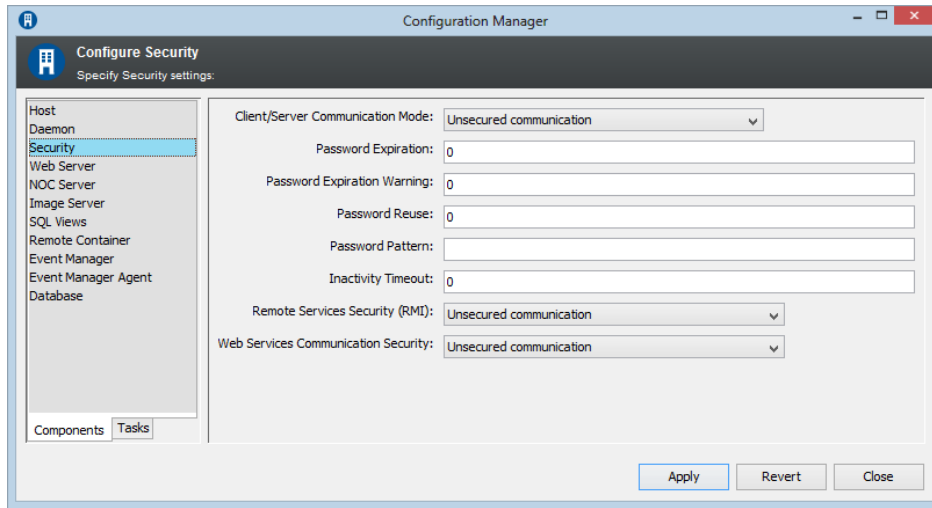 Configuration Manager
Configure Security
Specify Security settings:
Host
Daemon
Security
Web Server
NOC Server
Image Server
SQL Views
Remote Container
Event Manager
Event Manager Agent
Database
Components Tasks
Client/Server Communication Mode: Unsecured communication
Password Expiration: 0
Password Expiration Warning: 0
Password Reuse: 0
Password Pattern:
Inactivity Timeout: 0
Remote Services Security (RMI): Unsecured communication
Web Services Communication Security: Unsecured communication
Apply Revert Close